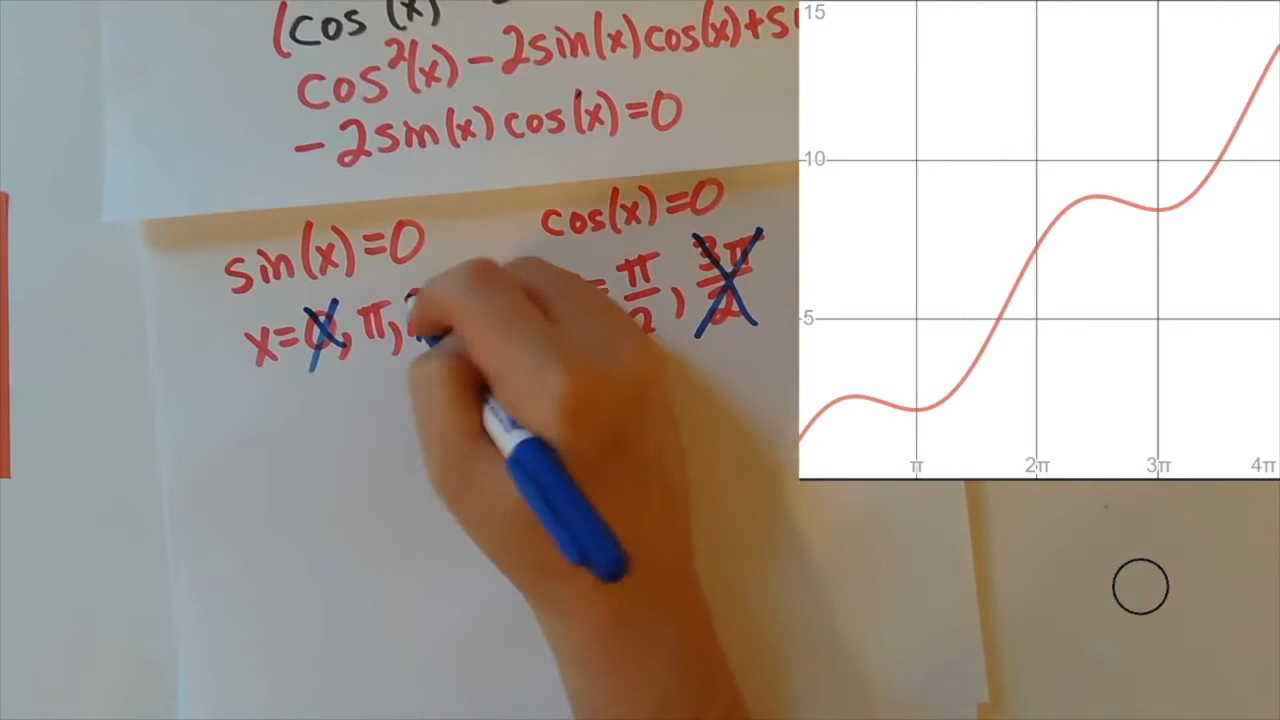 (cos (x)
cos²(x) - 2sin(x)cos(x)+
- 2sin(x)cos(x)=0
sin(x)=0
cos(x)=0
x=0, π,
= π/2, 3π/2
15
10
5
π 2π 3π 4π